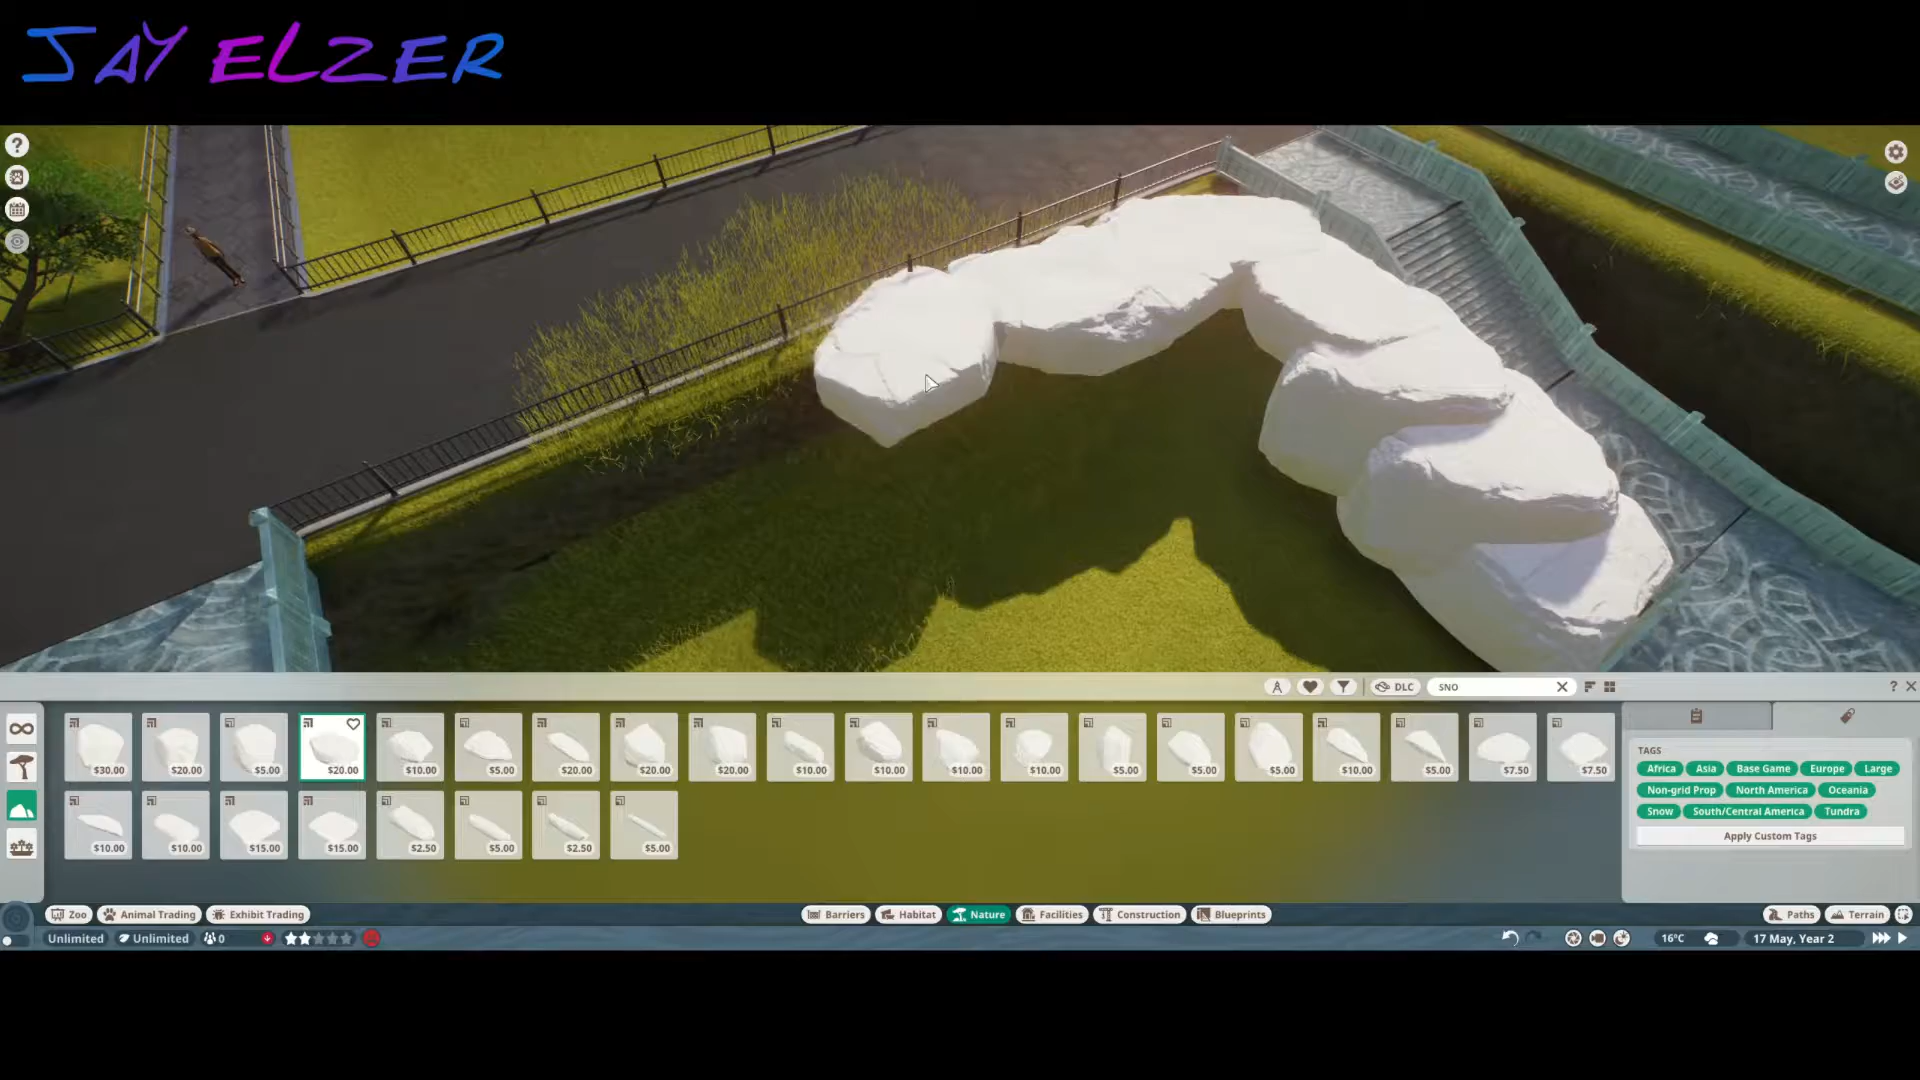 JAY ELZER
DLC
SNO
$30.00 $20.00 $5.00 $20.00 $10.00 $5.00 $20.00 $20.00 $20.00 $10.00 $10.00 $10.00 $10.00 $5.00 $5.00 $5.00 $10.00 $5.00 $7.50 $7.50
$10.00 $10.00 $15.00 $15.00 $2.50 $5.00 $2.50 $5.00
TAGS
Africa Asia Base Game Europe Large
Non-grid Prop North America Oceania
Snow South/Central America Tundra
Apply Custom Tags
Zoo Animal Trading Exhibit Trading Barriers Habitat Nature Facilities Construction Blueprints Paths Terrain
Unlimited Unlimited 0 16°C 17 May, Year 2